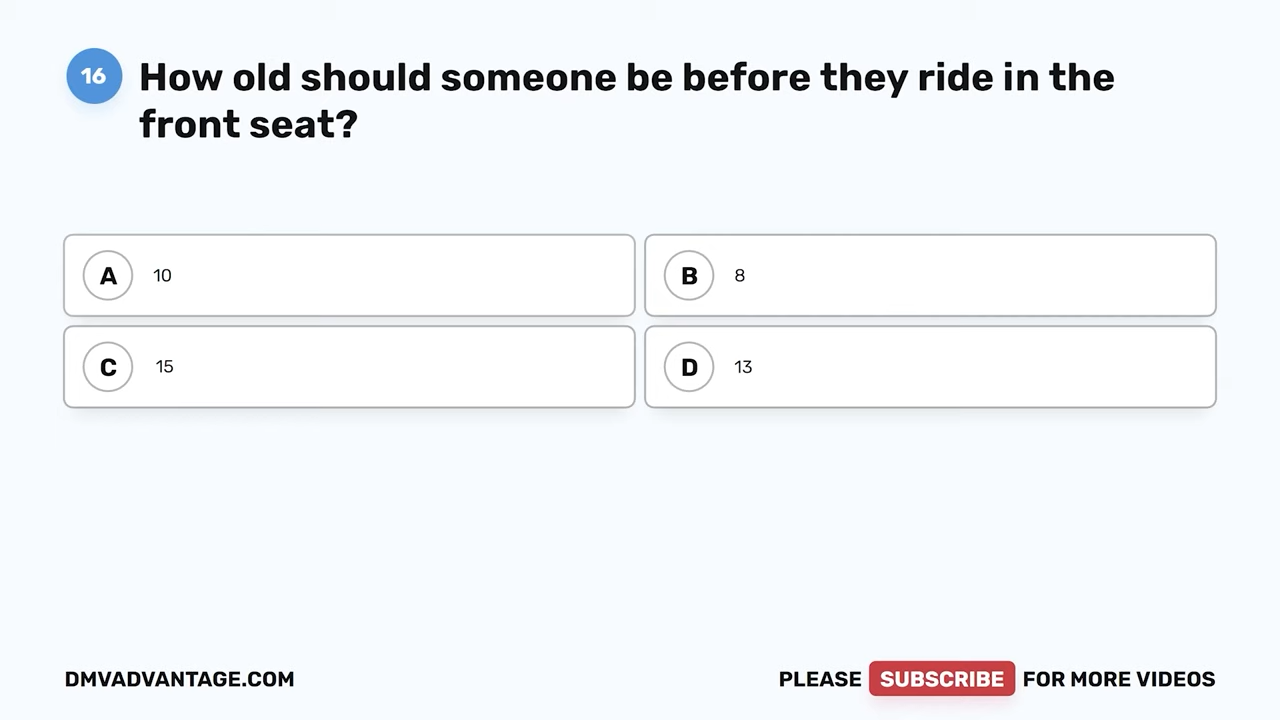 16
How old should someone be before they ride in the
front seat?
A 10
B 8
C 15
D 13
DMVADVANTAGE.COM
PLEASE SUBSCRIBE FOR MORE VIDEOS